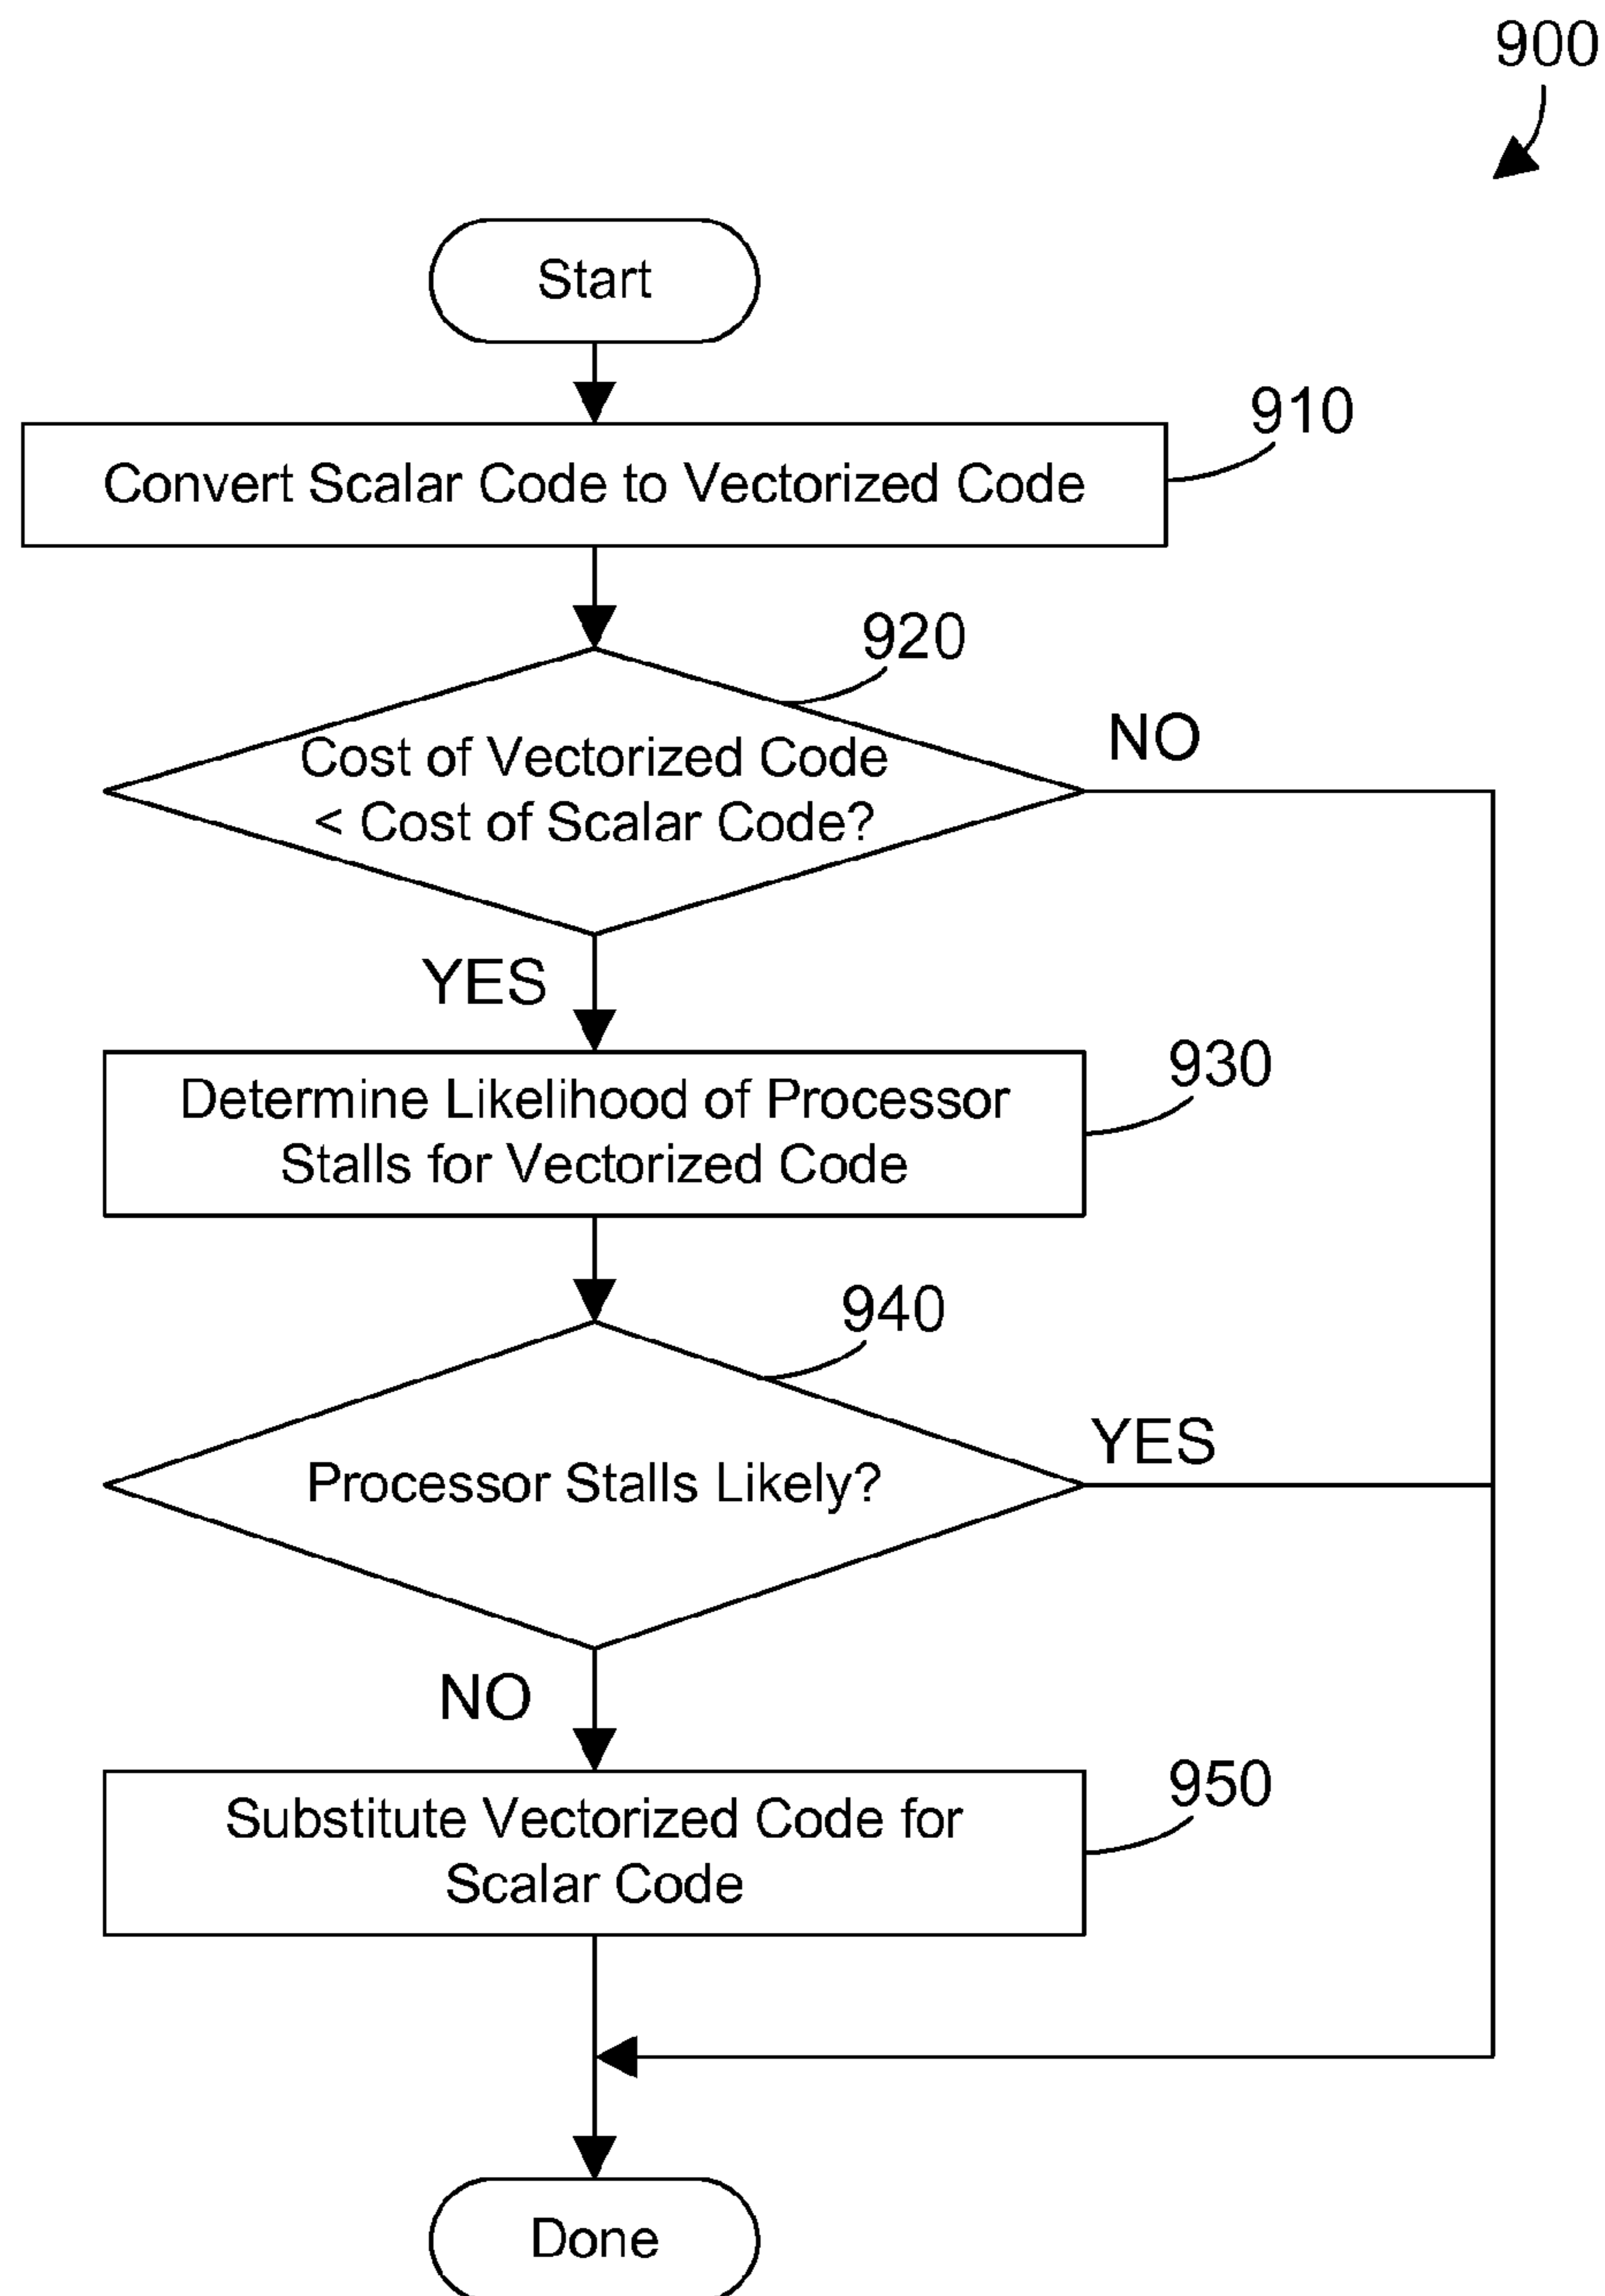 900
Start
910
Convert Scalar Code to Vectorized Code
920
Cost of Vectorized Code
< Cost of Scalar Code?
NO
YES
930
Determine Likelihood of Processor
Stalls for Vectorized Code
940
Processor Stalls Likely?
YES
NO
950
Substitute Vectorized Code for
Scalar Code
Done